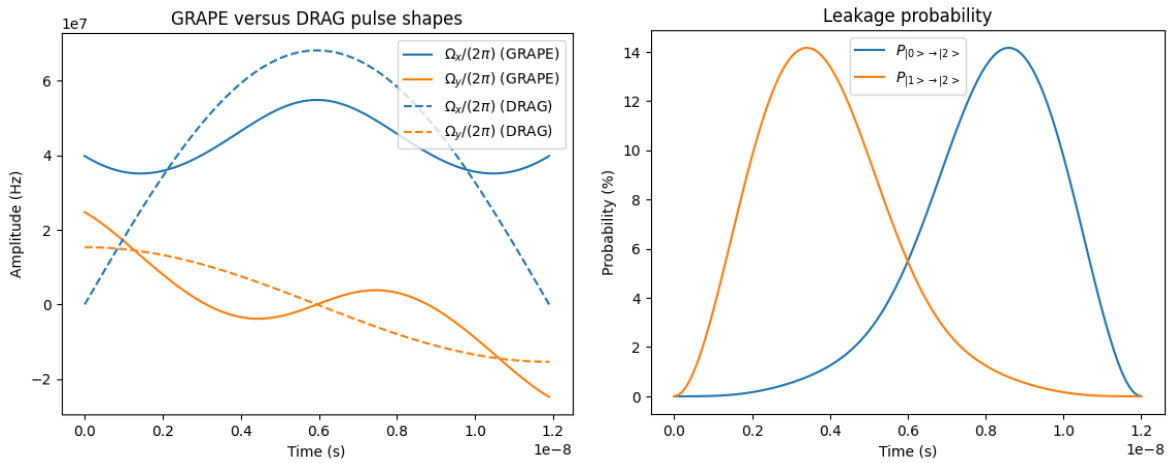 GRAPE versus DRAG pulse shapes
1e7
Amplitude (Hz)
6
4
2
0
−2
Ωx/(2π) (GRAPE)
Ωy/(2π) (GRAPE)
Ωx/(2π) (DRAG)
Ωy/(2π) (DRAG)
0.0 0.2 0.4 0.6 0.8 1.0 1.2
Time (s)
1e−8
Leakage probability
Probability (%)
14
12
10
8
6
4
2
0
P|0>→|2>
P|1>→|2>
0.0 0.2 0.4 0.6 0.8 1.0 1.2
Time (s)
1e−8